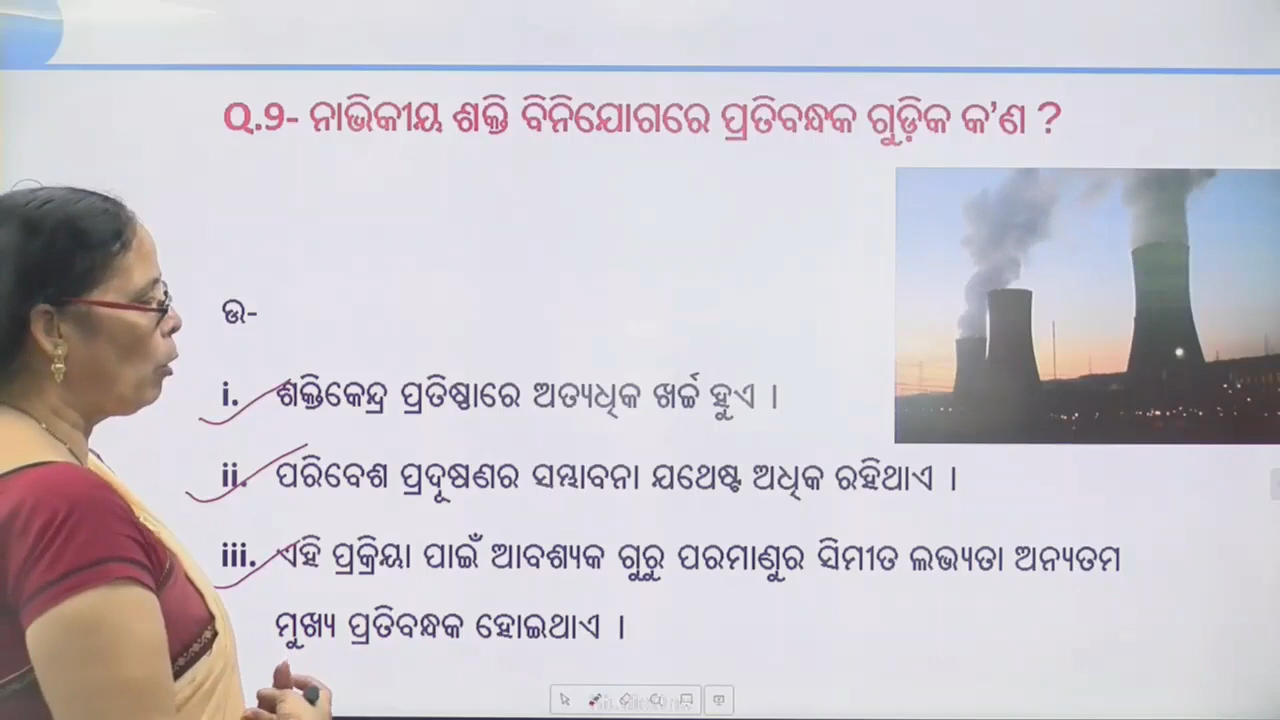 Q.୨- ନାଭିକୀୟ ଶକ୍ତି ବିନିଯୋଗରେ ପ୍ରତିବନ୍ଧକ ଗୁଡ଼ିକ କ'ଣ ?
ଉ-
i. ଶକ୍ତିକେନ୍ଦ୍ର ପ୍ରତିଷ୍ଠାରେ ଅତ୍ୟଧିକ ଖର୍ଚ୍ଚ ହୁଏ ।
ii. ପରିବେଶ ପ୍ରଦୂଷଣର ସମ୍ଭାବନା ଯଥେଷ୍ଟ ଅଧିକ ରହିଥାଏ ।
iii. ଏହି ପ୍ରକ୍ରିୟା ପାଇଁ ଆବଶ୍ୟକ ଗୁରୁ ପରମାଣୁର ସିମୀତ ଲଭ୍ୟତା ଅନ୍ୟତମ
ମୁଖ୍ୟ ପ୍ରତିବନ୍ଧକ ହୋଇଥାଏ ।